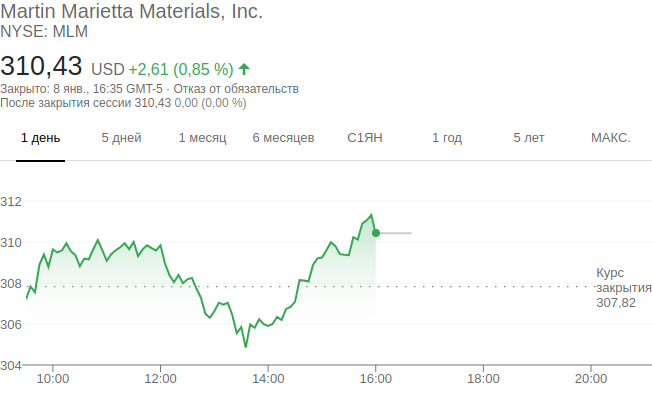 Martin Marietta Materials, Inc.
NYSE: MLM
310,43 USD +2,61 (0,85 %)
Закрыто: 8 янв., 16:35 GMT-5 · Отказ от обязательств
После закрытия сессии 310,43 0,00 (0,00 %)
1 день 5 дней 1 месяц 6 месяцев С1ЯН 1 год 5 лет МАКС.
312
310
308
306
304
Курс
закрытия
307,82
10:00 12:00 14:00 16:00 18:00 20:00